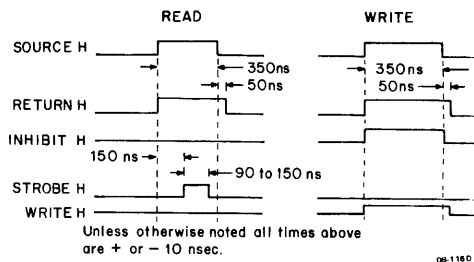 READ WRITE
SOURCE H
350ns 350ns
50ns 50ns
RETURN H
INHIBIT H
150 ns
90 to 150 ns
STROBE H
WRITE H
Unless otherwise noted all times above
are + or − 10 nsec.
08-1160